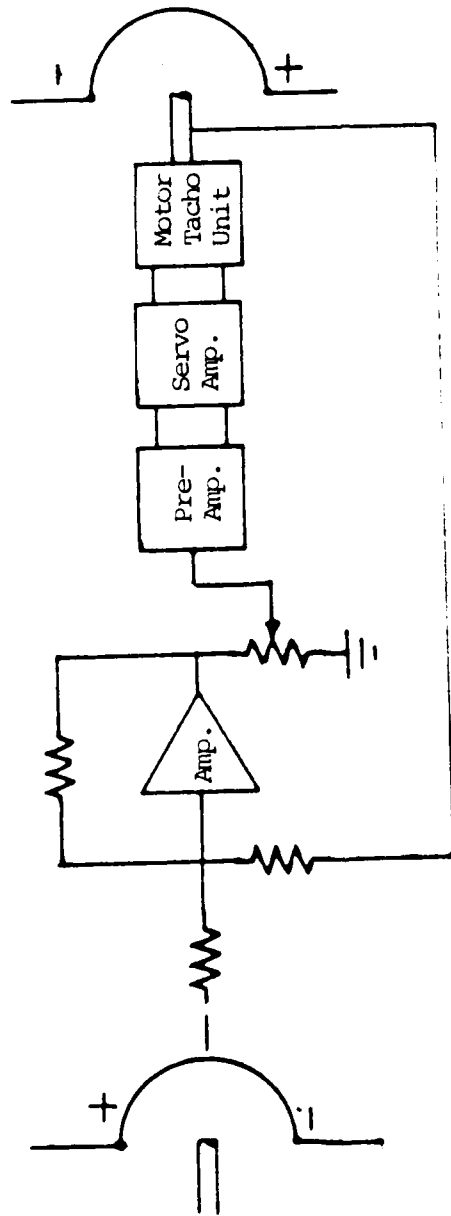 +
-
Amp.
Pre-
Amp.
Servo
Amp.
Motor
Tacho
Unit
-
+